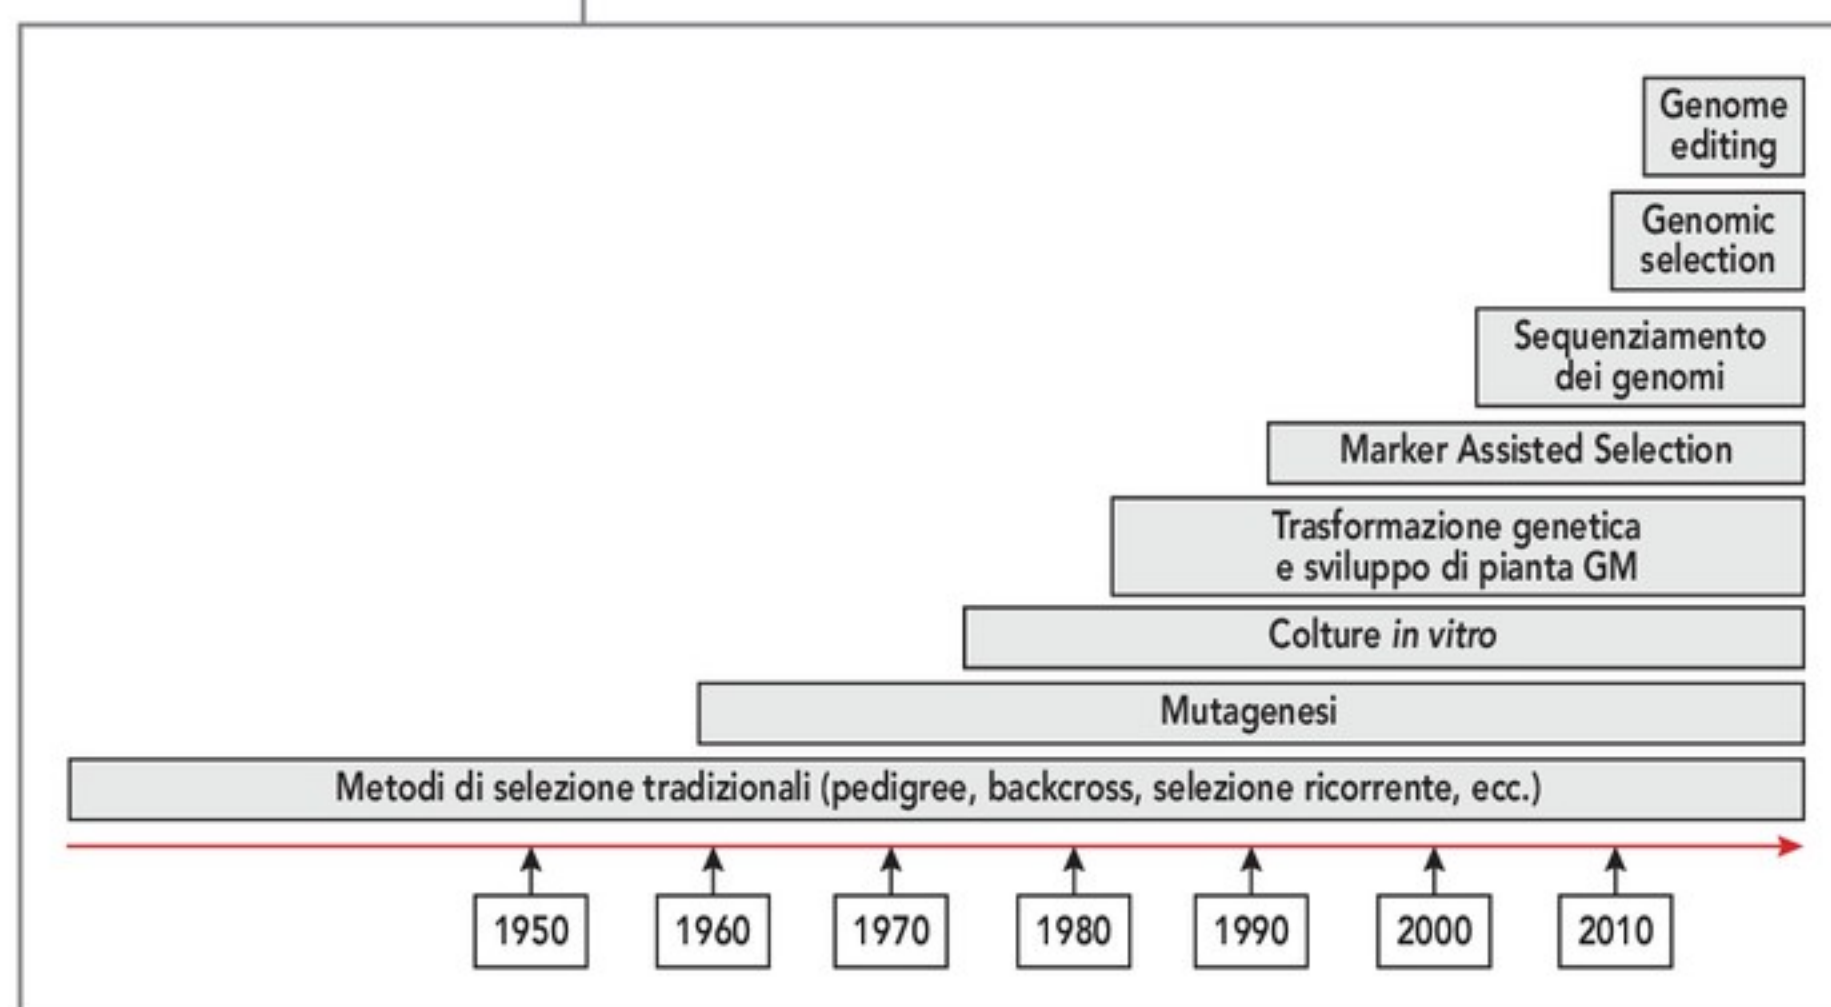 Genome
editing
Genomic
selection
Sequenziamento
dei genomi
Marker Assisted Selection
Trasformazione genetica
e sviluppo di pianta GM
Colture in vitro
Mutagenesi
Metodi di selezione tradizionali (pedigree, backcross, selezione ricorrente, ecc.)
1950 1960 1970 1980 1990 2000 2010